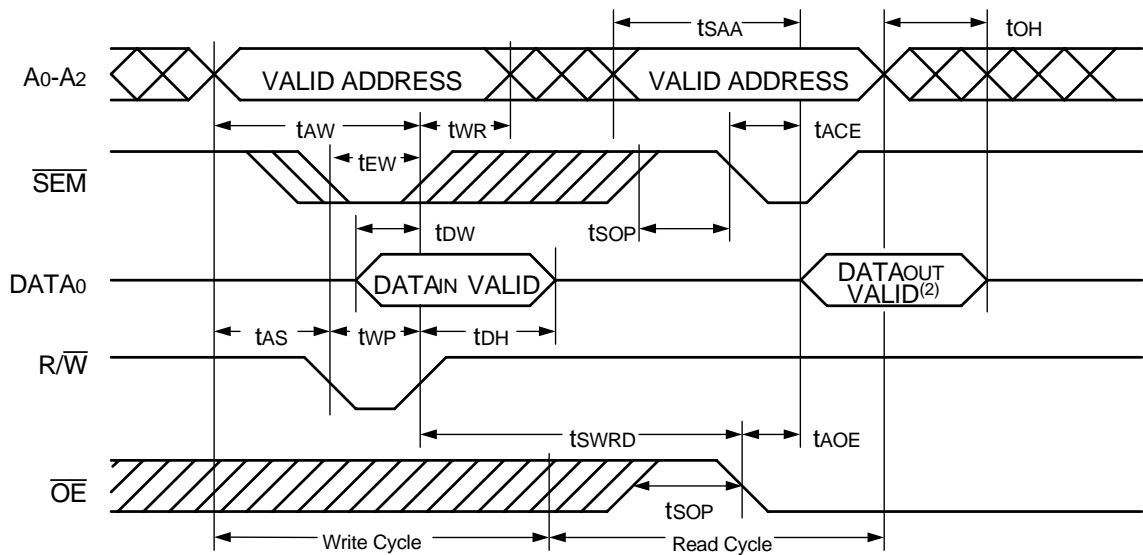 tSAA
tOH
A0-A2
VALID ADDRESS
VALID ADDRESS
tAW
tWR
tACE
tEW
SEM
tDW
tSOP
DATA0
DATAIN VALID
DATAOUT
VALID(2)
tAS
tWP
tDH
R/W
tSWRD
tAOE
OE
tSOP
Write Cycle
Read Cycle